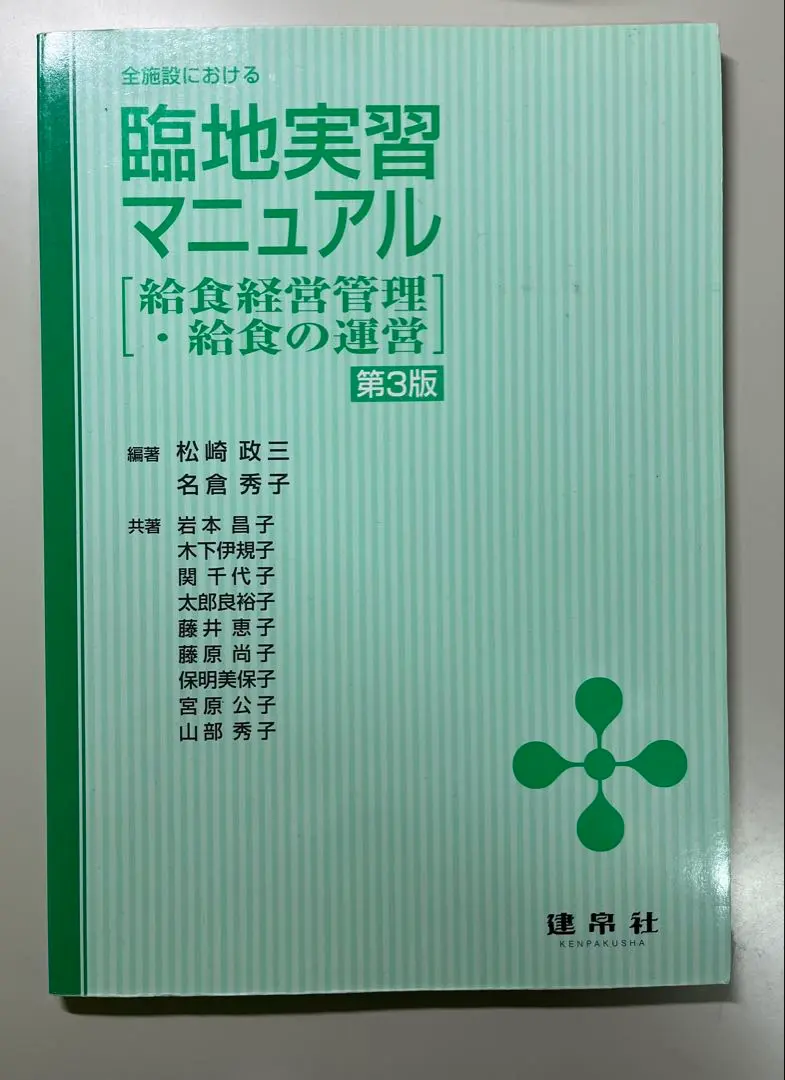 全施設における
臨地実習
マニュアル
[給食経営管理
・給食の運営]
第3版
編著 松崎 政三
名倉 秀子
共著 岩本 昌子
木下伊規子
関 千代子
太郎良裕子
藤井 恵子
藤原 尚子
保明美保子
宮原 公子
山部 秀子
建帛社
KENPAKUSHA